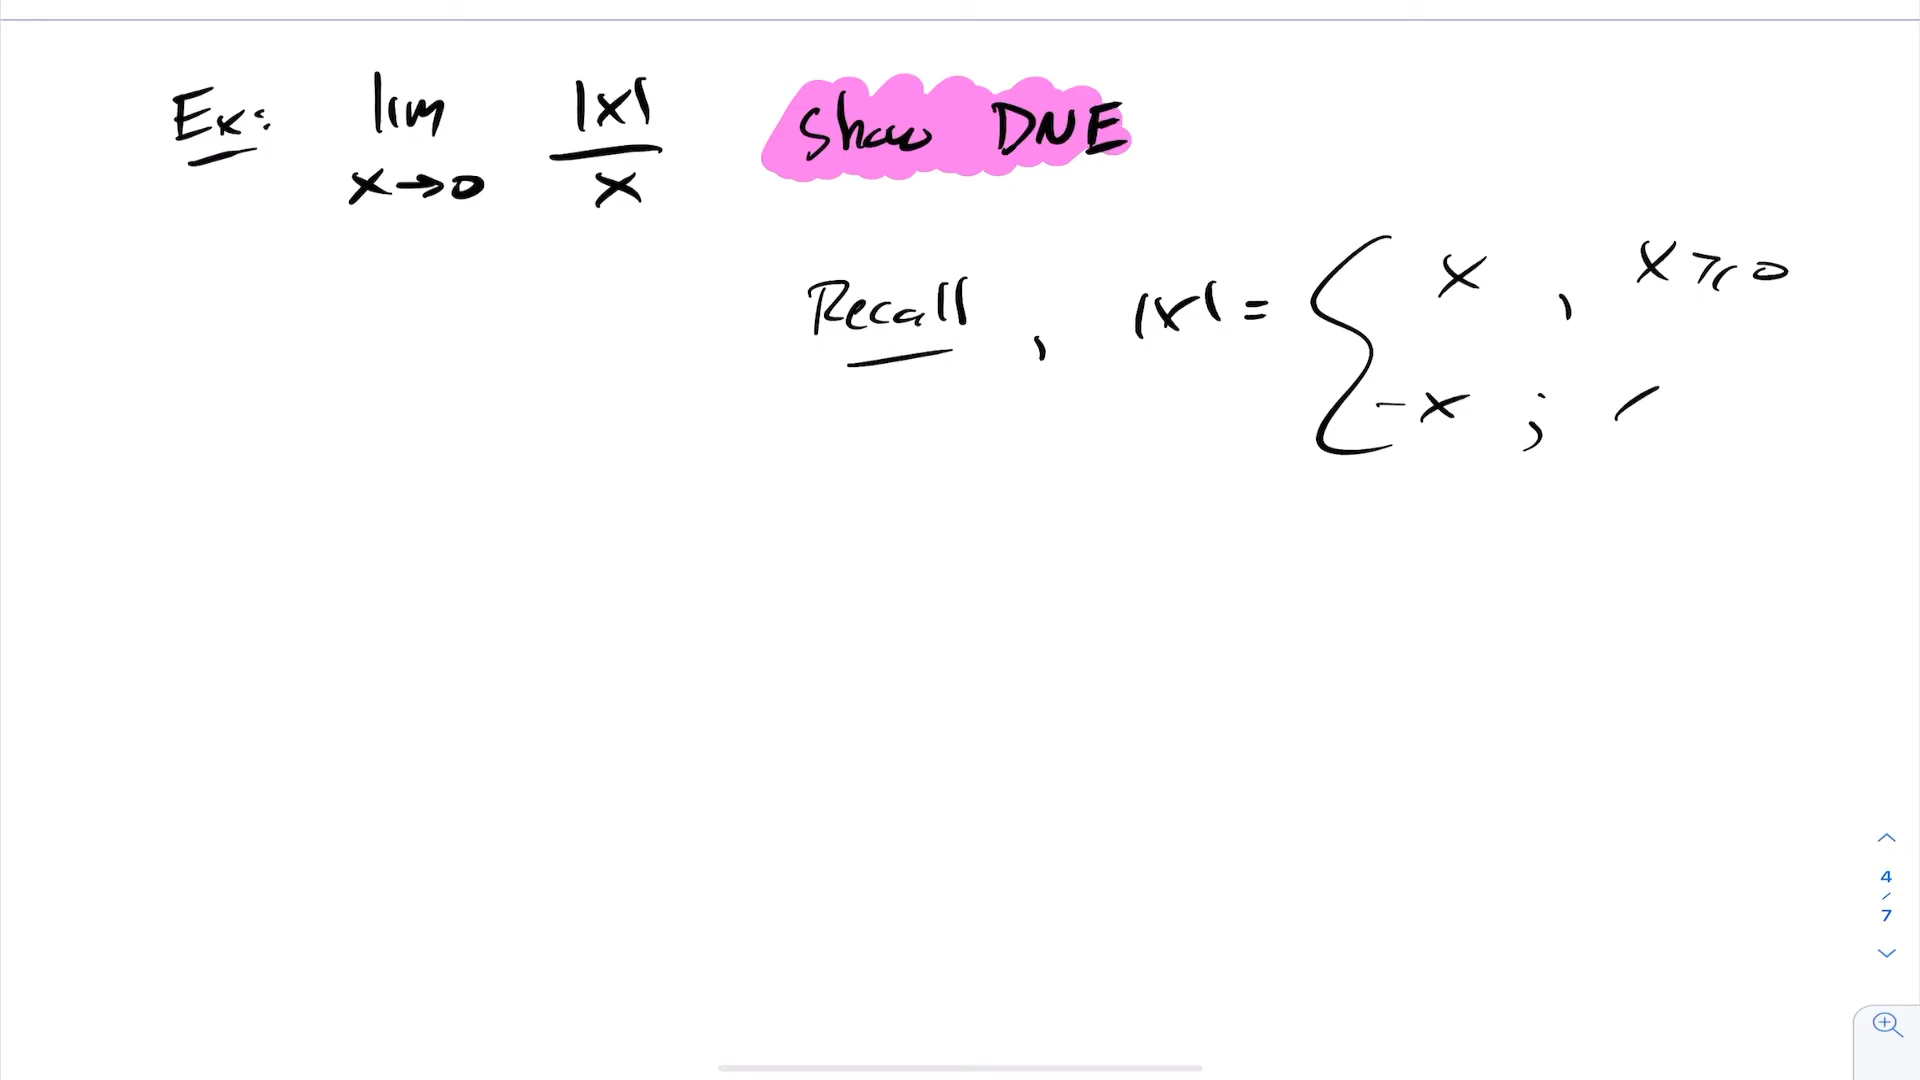 Ex: lim x→0 |x| / x Show DNE
Recall, |x| = { x , x ≥ 0
-x ;
4
/
7